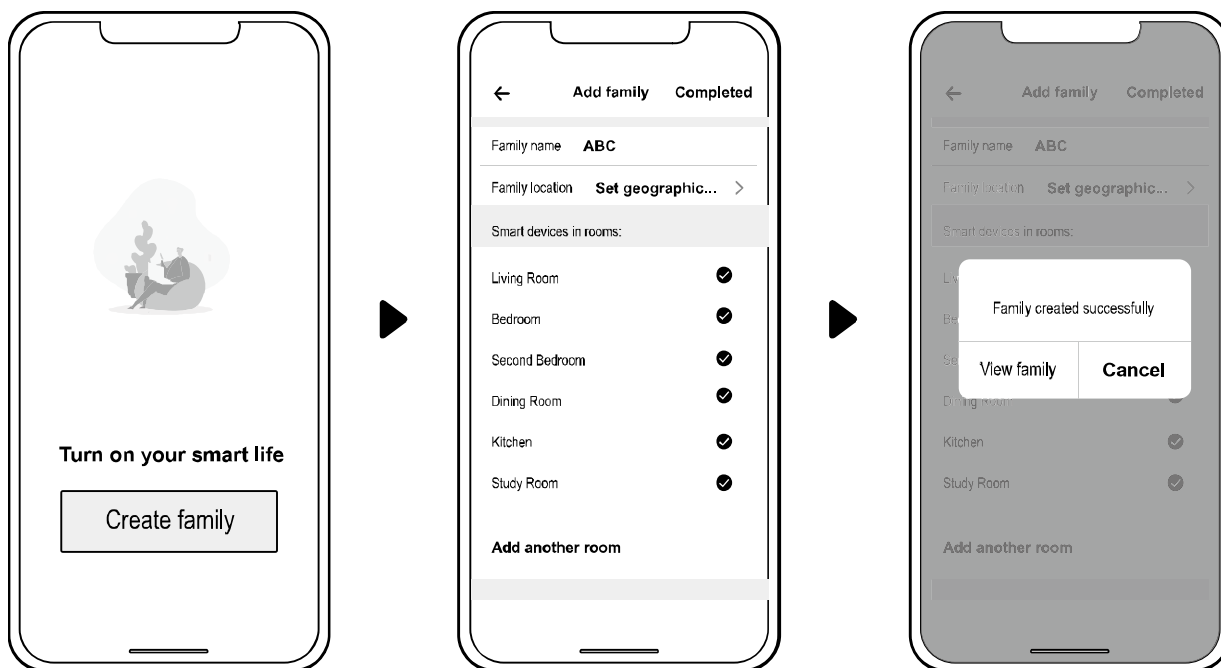 Turn on your smart life
Create family
Add family Completed
Family name ABC
Family location Set geographic...
Smart devices in rooms:
Living Room
Bedroom
Second Bedroom
Dining Room
Kitchen
Study Room
Add another room
Add family Completed
Family name ABC
Family location Set geographic...
Smart devices in rooms:
Family created successfully
View family Cancel
Kitchen
Study Room
Add another room